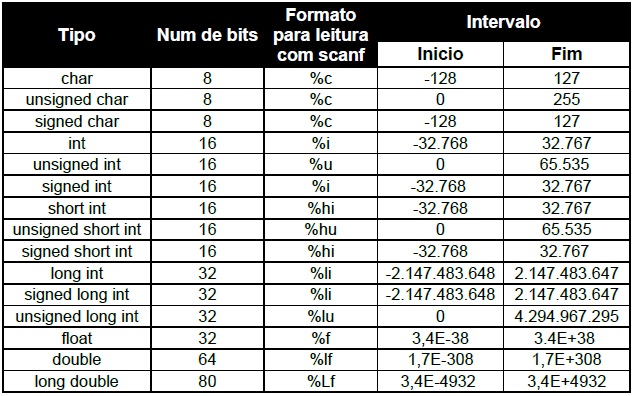 Tipo Num de bits Formato para leitura com scanf Intervalo
Inicio Fim
char 8 %c -128 127
unsigned char 8 %c 0 255
signed char 8 %c -128 127
int 16 %i -32.768 32.767
unsigned int 16 %u 0 65.535
signed int 16 %i -32.768 32.767
short int 16 %hi -32.768 32.767
unsigned short int 16 %hu 0 65.535
signed short int 16 %hi -32.768 32.767
long int 32 %li -2.147.483.648 2.147.483.647
signed long int 32 %li -2.147.483.648 2.147.483.647
unsigned long int 32 %lu 0 4.294.967.295
float 32 %f 3,4E-38 3.4E+38
double 64 %lf 1,7E-308 1,7E+308
long double 80 %Lf 3,4E-4932 3,4E+4932